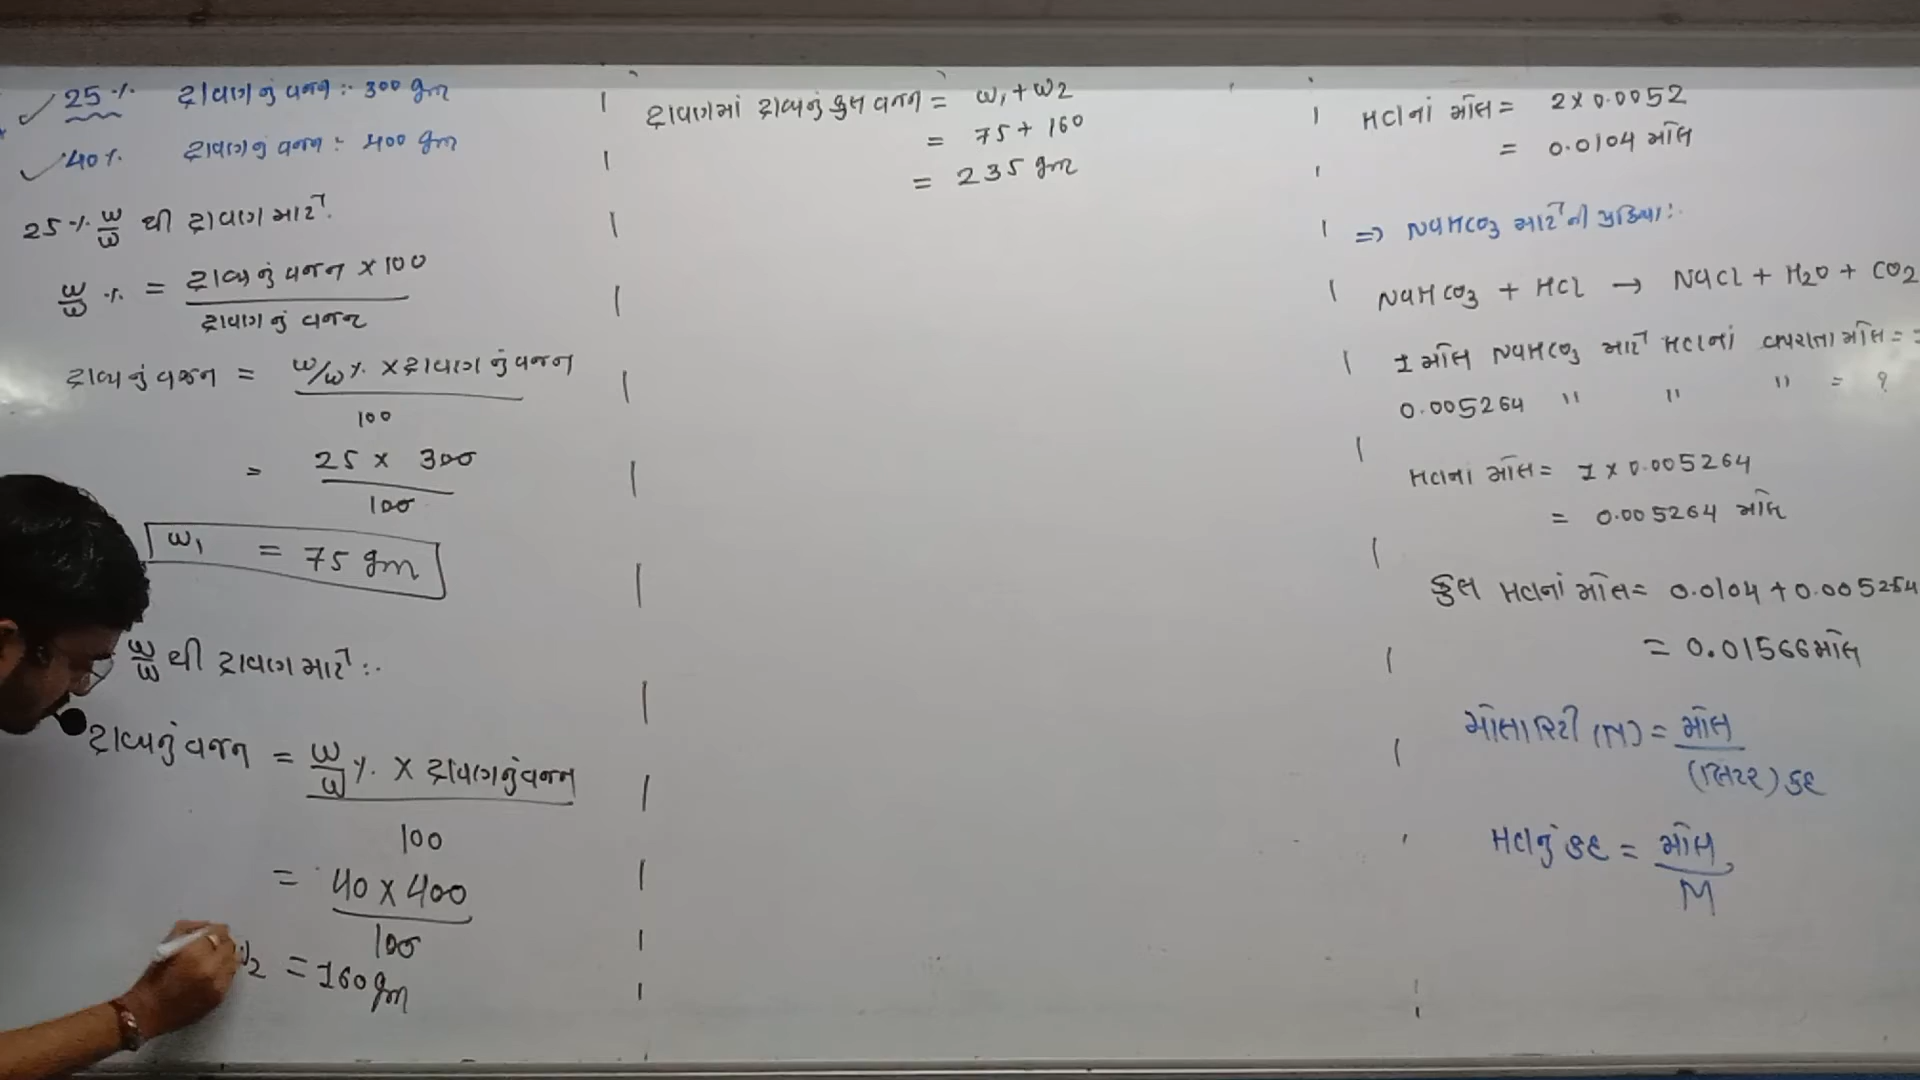 25% દ્રાવણનું વજન :- 300 gm
40% દ્રાવણનું વજન :- 400 gm
25% w/w થી દ્રાવણ માટે.
w/w % = દ્રાવ્યનું વજન × 100
દ્રાવણનું વજન
દ્રાવ્યનું વજન = w/w % × દ્રાવણનું વજન
100
= 25 × 300
100
w₁ = 75 gm
w/w થી દ્રાવણ માટે :-
દ્રાવ્યનું વજન = w/w %. × દ્રાવણનું વજન
100
= 40 × 400
100
w₂ = 160 gm
દ્રાવણમાં દ્રાવ્યનું કુલ વજન = w₁ + w₂
= 75 + 160
= 235 gm
HClનાં મોલ = 2 × 0.0052
= 0.0104 મોલ
=> NaHCO₃ માટેની પ્રક્રિયા :-
NaHCO₃ + HCl → NaCl + H₂O + CO₂
1 મોલ NaHCO₃ માટે HClનાં વપરાતા મોલ =
0.005264 " " " = ?
HClના મોલ = 1 × 0.005264
= 0.005264 મોલ
કુલ HClનાં મોલ = 0.0104 + 0.005264
= 0.01566 મોલ
મોલારિટી (M) = મોલ
(લિટર) કદ
HClનું કદ = મોલ
M